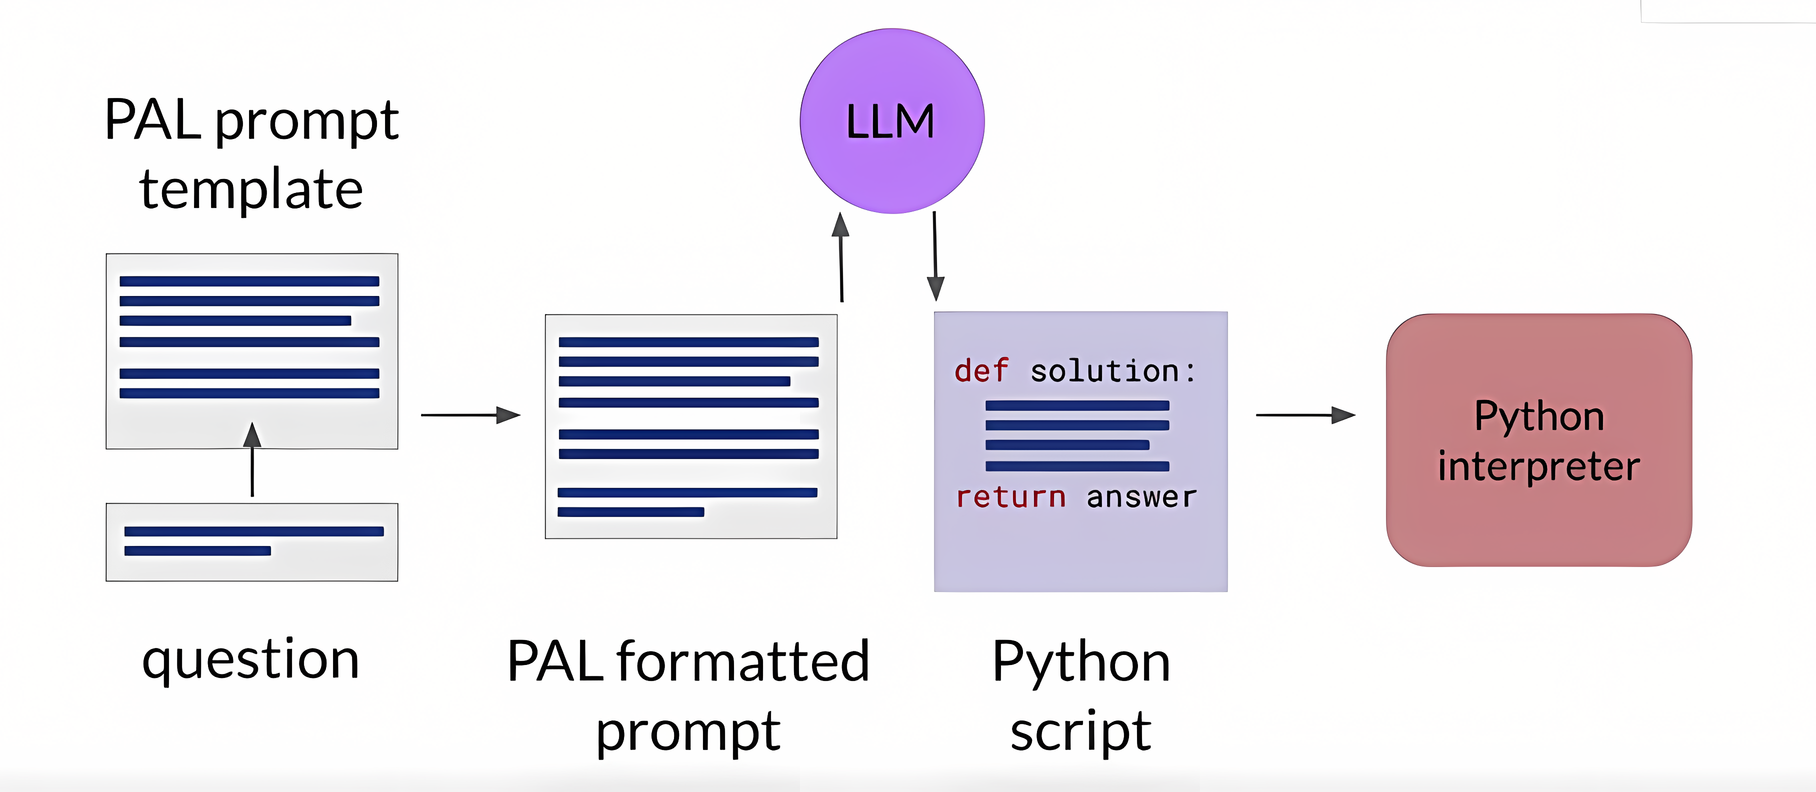 PAL prompt
template
question
PAL formatted
prompt
LLM
def solution:
return answer
Python
script
Python
interpreter